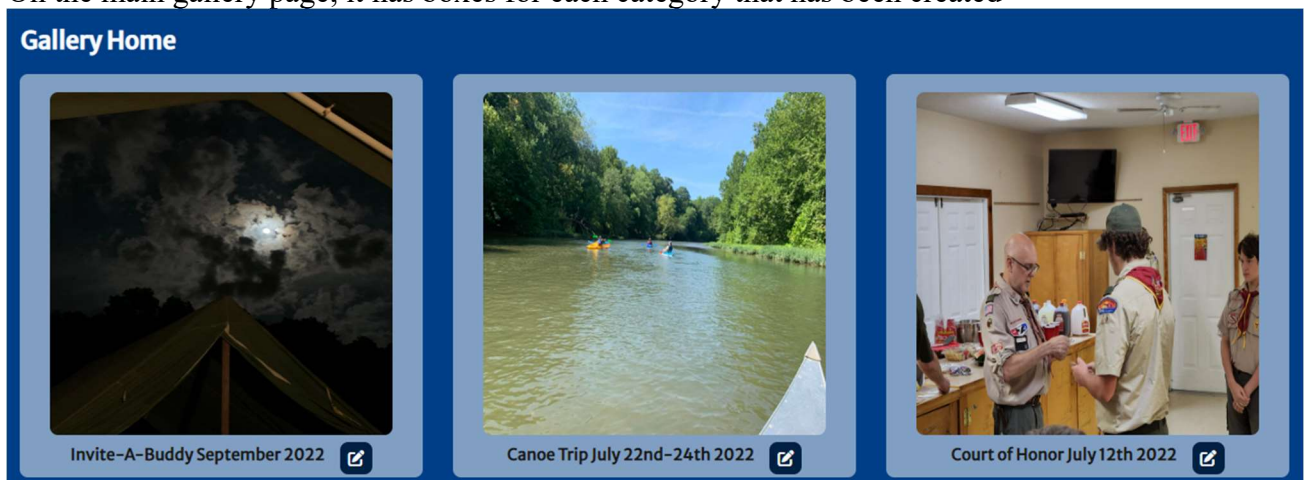 On the main gallery page, it has boxes for each category that has been created
Gallery Home
EXIT
Invite-A-Buddy September 2022
Canoe Trip July 22nd-24th 2022
Court of Honor July 12th 2022